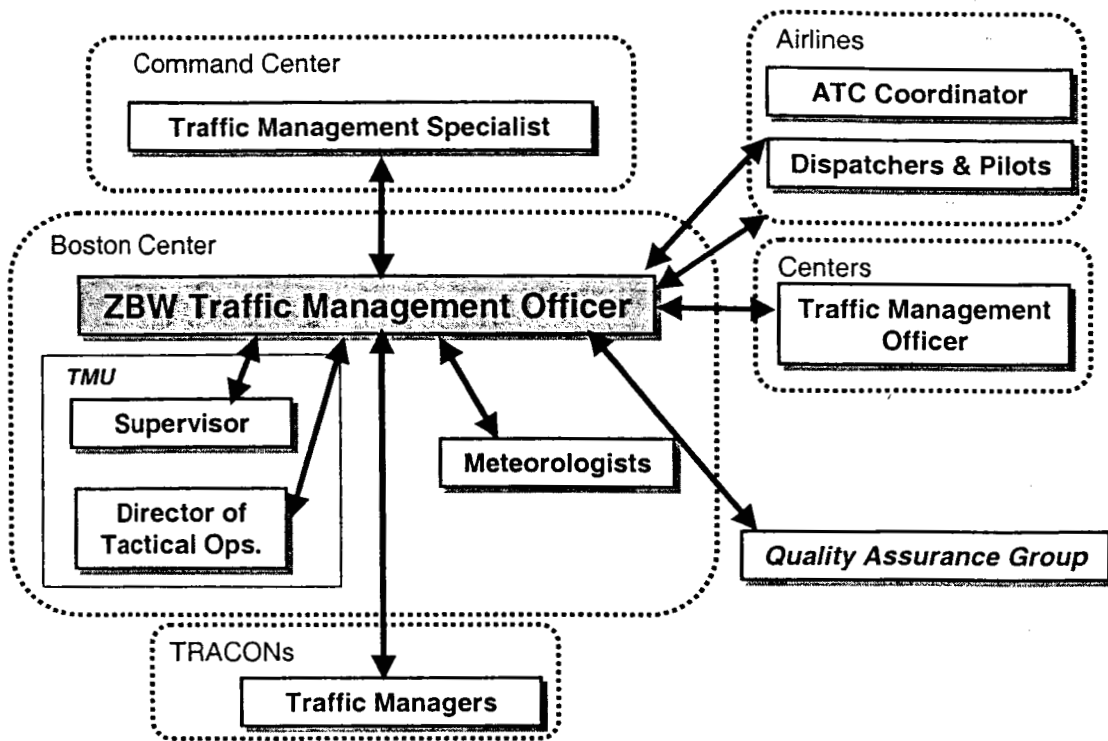 Command Center
Traffic Management Specialist
Airlines
ATC Coordinator
Dispatchers & Pilots
Boston Center
ZBW Traffic Management Officer
Centers
Traffic Management
Officer
TMU
Supervisor
Director of
Tactical Ops.
Meteorologists
Quality Assurance Group
TRACONs
Traffic Managers